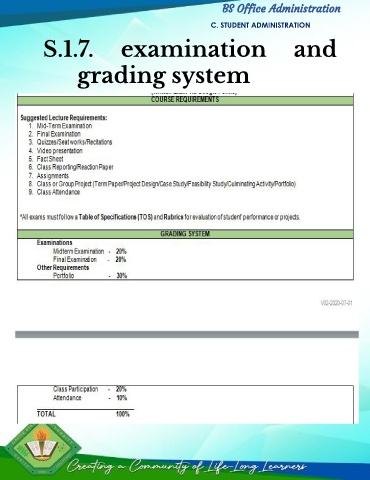 BS Office Administration
C. STUDENT ADMINISTRATION
S.1.7. examination and
grading system
COURSE REQUIREMENTS
Suggested Lecture Requirements:
1. Mid-Term Examination
2. Final Examination
3. Quizzes/Seat works/Recitations
4. Video presentation
5. Fact Sheet
6. Class Reporting/Reaction Paper
7. Assignments
8. Class or Group Project (Term Paper/Project Design/Case Study/Feasibility Study/Culminating Activity/Portfolio)
9. Class Attendance
*All exams must follow a Table of Specifications (TOS) and Rubrics for evaluation of student' performance or projects.
GRADING SYSTEM
Examinations
Midterm Examination - 20%
Final Examination - 20%
Other Requirements
Portfolio - 30%
V02-2020-07-01
Class Participation - 20%
Attendance - 10%
TOTAL 100%
Creating a Community of Life-Long Learners